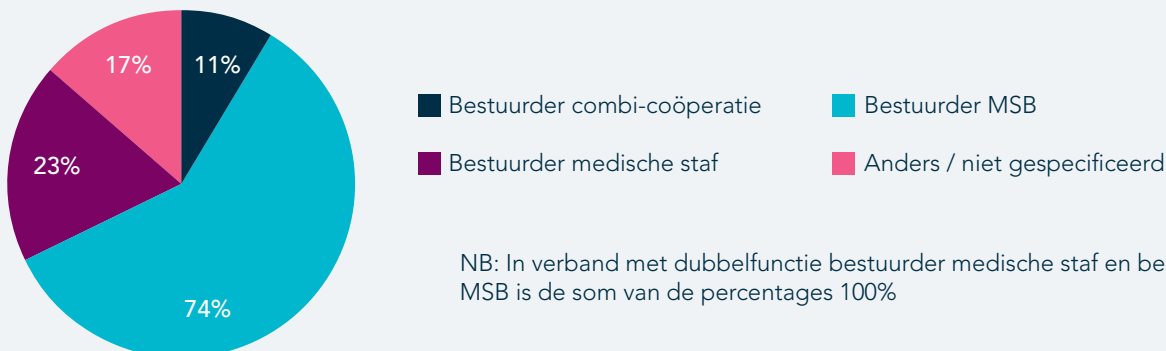 17%
11%
23%
74%
Bestuurder combi-coöperatie
Bestuurder MSB
Bestuurder medische staf
Anders / niet gespecificeerd
NB: In verband met dubbelfunctie bestuurder medische staf en be
MSB is de som van de percentages 100%